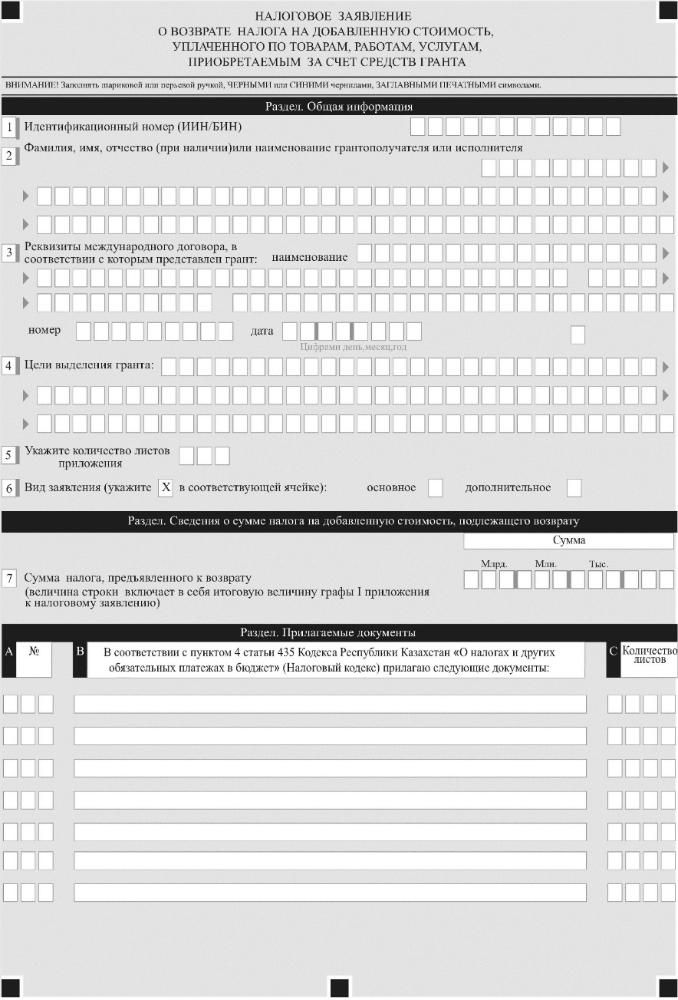 НАЛОГОВОЕ ЗАЯВЛЕНИЕ
О ВОЗВРАТЕ НАЛОГА НА ДОБАВЛЕННУЮ СТОИМОСТЬ,
УПЛАЧЕННОГО ПО ТОВАРАМ, РАБОТАМ, УСЛУГАМ,
ПРИОБРЕТАЕМЫМ ЗА СЧЕТ СРЕДСТВ ГРАНТА
ВНИМАНИЕ! Заполнять шариковой или перьевой ручкой, ЧЕРНЫМИ или СИНИМИ чернилами, ЗАГЛАВНЫМИ ПЕЧАТНЫМИ символами.
Раздел. Общая информация
1 Идентификационный номер (ИИН/БИН)
2 Фамилия, имя, отчество (при наличии)или наименование грантополучателя или исполнителя
3 Реквизиты международного договора, в
соответствии с которым представлен грант: наименование
номер дата
Цифрами день,месяц,год
4 Цели выделения гранта:
5 Укажите количество листов
приложения
6 Вид заявления (укажите X в соответствующей ячейке): основное дополнительное
Раздел. Сведения о сумме налога на добавленную стоимость, подлежащего возврату
Сумма
Млрд. Млн. Тыс.
7 Сумма налога, предъявленного к возврату
(величина строки включает в себя итоговую величину графы I приложения
к налоговому заявлению)
Раздел. Прилагаемые документы
A № B В соответствии с пунктом 4 статьи 435 Кодекса Республики Казахстан «О налогах и других C Количество
обязательных платежах в бюджет» (Налоговый кодекс) прилагаю следующие документы: листов